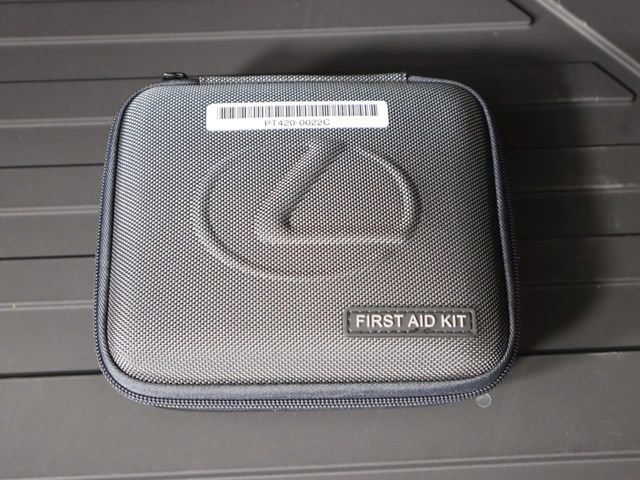 PT420-0022C
FIRST AID KIT